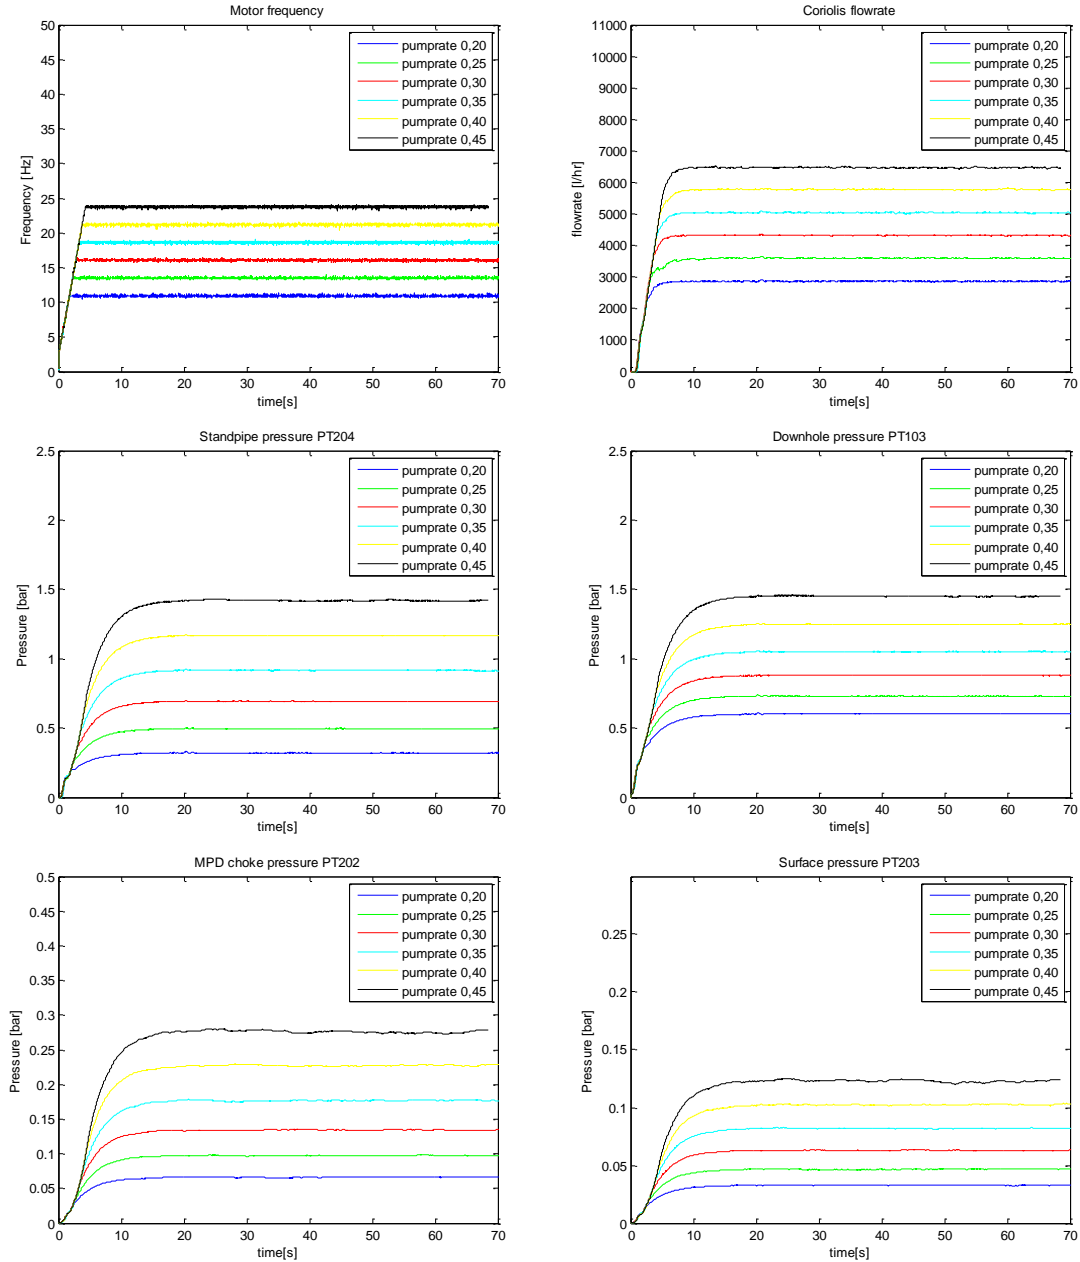 Motor frequency
50
45
40
35
30
25
20
15
10
5
0
Frequency [Hz]
pumprate 0,20
pumprate 0,25
pumprate 0,30
pumprate 0,35
pumprate 0,40
pumprate 0,45
0 10 20 30 40 50 60 70
time[s]
Coriolis flowrate
11000
10000
9000
8000
7000
6000
5000
4000
3000
2000
1000
0
flowrate [l/hr]
pumprate 0,20
pumprate 0,25
pumprate 0,30
pumprate 0,35
pumprate 0,40
pumprate 0,45
0 10 20 30 40 50 60 70
time[s]
Standpipe pressure PT204
2.5
2
1.5
1
0.5
0
Pressure [bar]
pumprate 0,20
pumprate 0,25
pumprate 0,30
pumprate 0,35
pumprate 0,40
pumprate 0,45
0 10 20 30 40 50 60 70
time[s]
Downhole pressure PT103
2.5
2
1.5
1
0.5
0
Pressure [bar]
pumprate 0,20
pumprate 0,25
pumprate 0,30
pumprate 0,35
pumprate 0,40
pumprate 0,45
0 10 20 30 40 50 60 70
time[s]
MPD choke pressure PT202
0.5
0.45
0.4
0.35
0.3
0.25
0.2
0.15
0.1
0.05
0
Pressure [bar]
pumprate 0,20
pumprate 0,25
pumprate 0,30
pumprate 0,35
pumprate 0,40
pumprate 0,45
0 10 20 30 40 50 60 70
time[s]
Surface pressure PT203
0.25
0.2
0.15
0.1
0.05
0
Pressure [bar]
pumprate 0,20
pumprate 0,25
pumprate 0,30
pumprate 0,35
pumprate 0,40
pumprate 0,45
0 10 20 30 40 50 60 70
time[s]